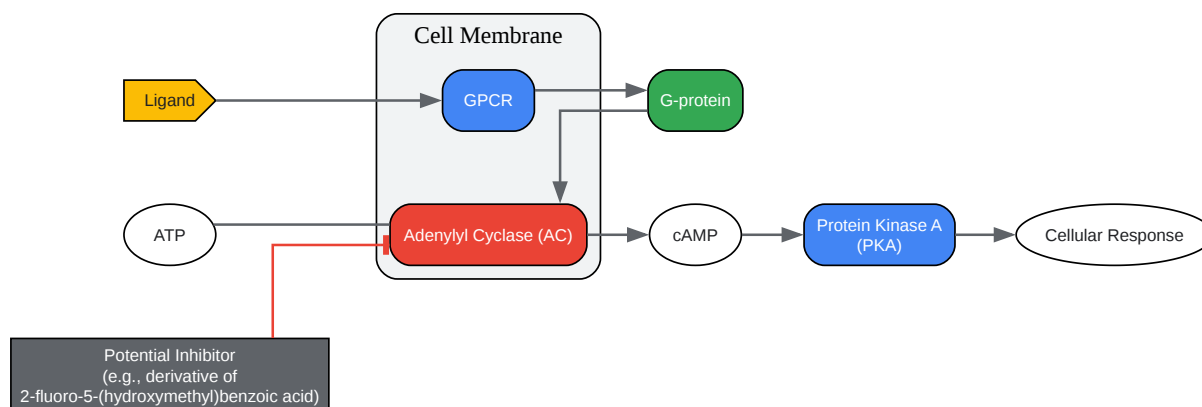 Cell Membrane
Ligand
GPCR
G-protein
ATP
Adenylyl Cyclase (AC)
cAMP
Protein Kinase A
(PKA)
Cellular Response
Potential Inhibitor
(e.g., derivative of
2-fluoro-5-(hydroxymethyl)benzoic acid)